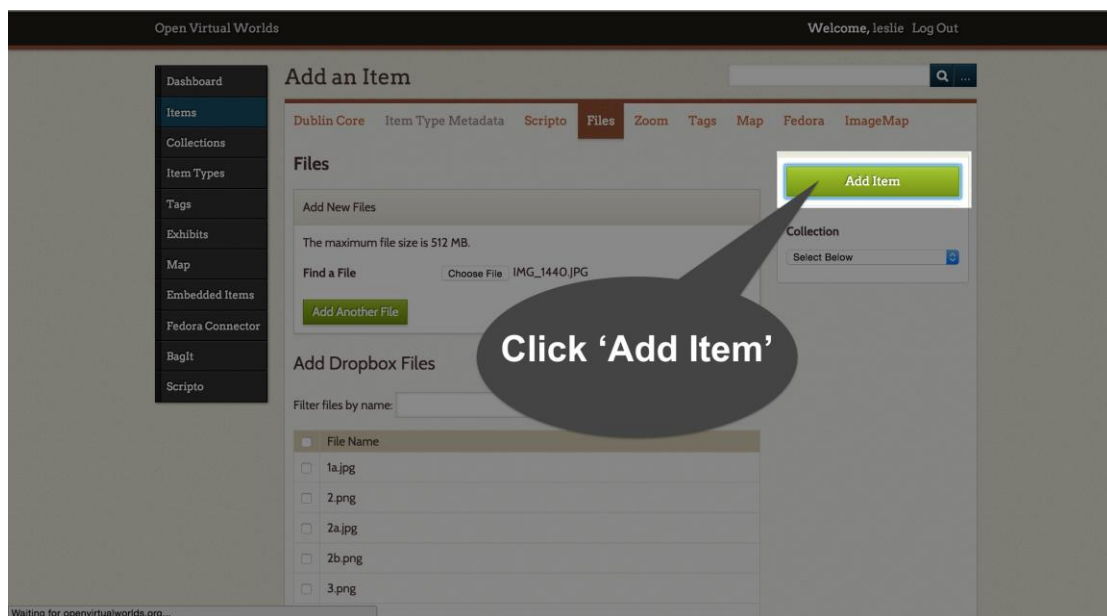 Open Virtual Worlds
Welcome, leslie Log Out
Dashboard
Items
Collections
Item Types
Tags
Exhibits
Map
Embedded Items
Fedora Connector
BagIt
Scripto
Add an Item
...
Dublin Core Item Type Metadata Scripto Files Zoom Tags Map Fedora ImageMap
Files
Add New Files
The maximum file size is 512 MB.
Find a File Choose File IMG_1440.JPG
Add Another File
Add Item
Collection
Select Below
Click ‘Add Item’
Add Dropbox Files
Filter files by name:
File Name
1a.jpg
2.png
2a.jpg
2b.png
3.png
Waiting for openvirtualworlds.org...